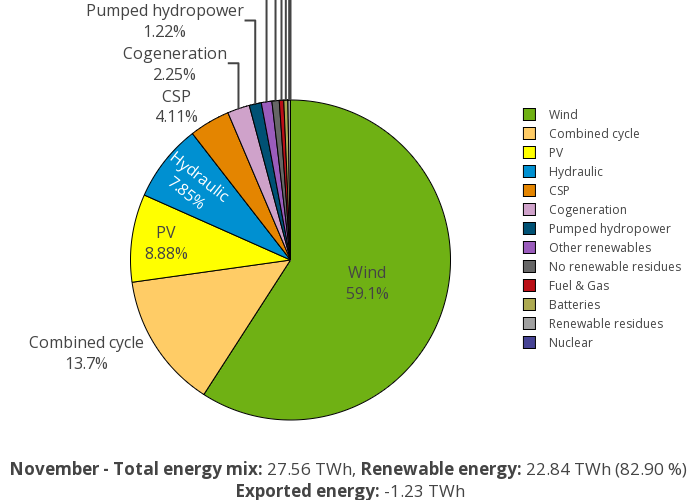 Pumped hydropower
1.22%
Cogeneration
2.25%
CSP
4.11%
Hydraulic
7.85%
PV
8.88%
Wind
59.1%
Combined cycle
13.7%
Wind
Combined cycle
PV
Hydraulic
CSP
Cogeneration
Pumped hydropower
Other renewables
No renewable residues
Fuel & Gas
Batteries
Renewable residues
Nuclear
November - Total energy mix: 27.56 TWh, Renewable energy: 22.84 TWh (82.90 %)
Exported energy: -1.23 TWh